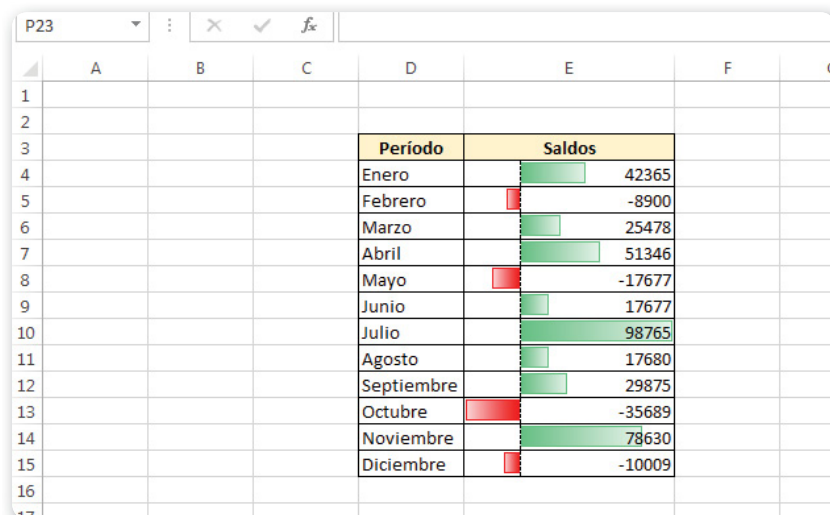 P23 fx
A B C D E F
1
2
3 Período Saldos
4 Enero 42365
5 Febrero -8900
6 Marzo 25478
7 Abril 51346
8 Mayo -17677
9 Junio 17677
10 Julio 98765
11 Agosto 17680
12 Septiembre 29875
13 Octubre -35689
14 Noviembre 78630
15 Diciembre -10009
16
17